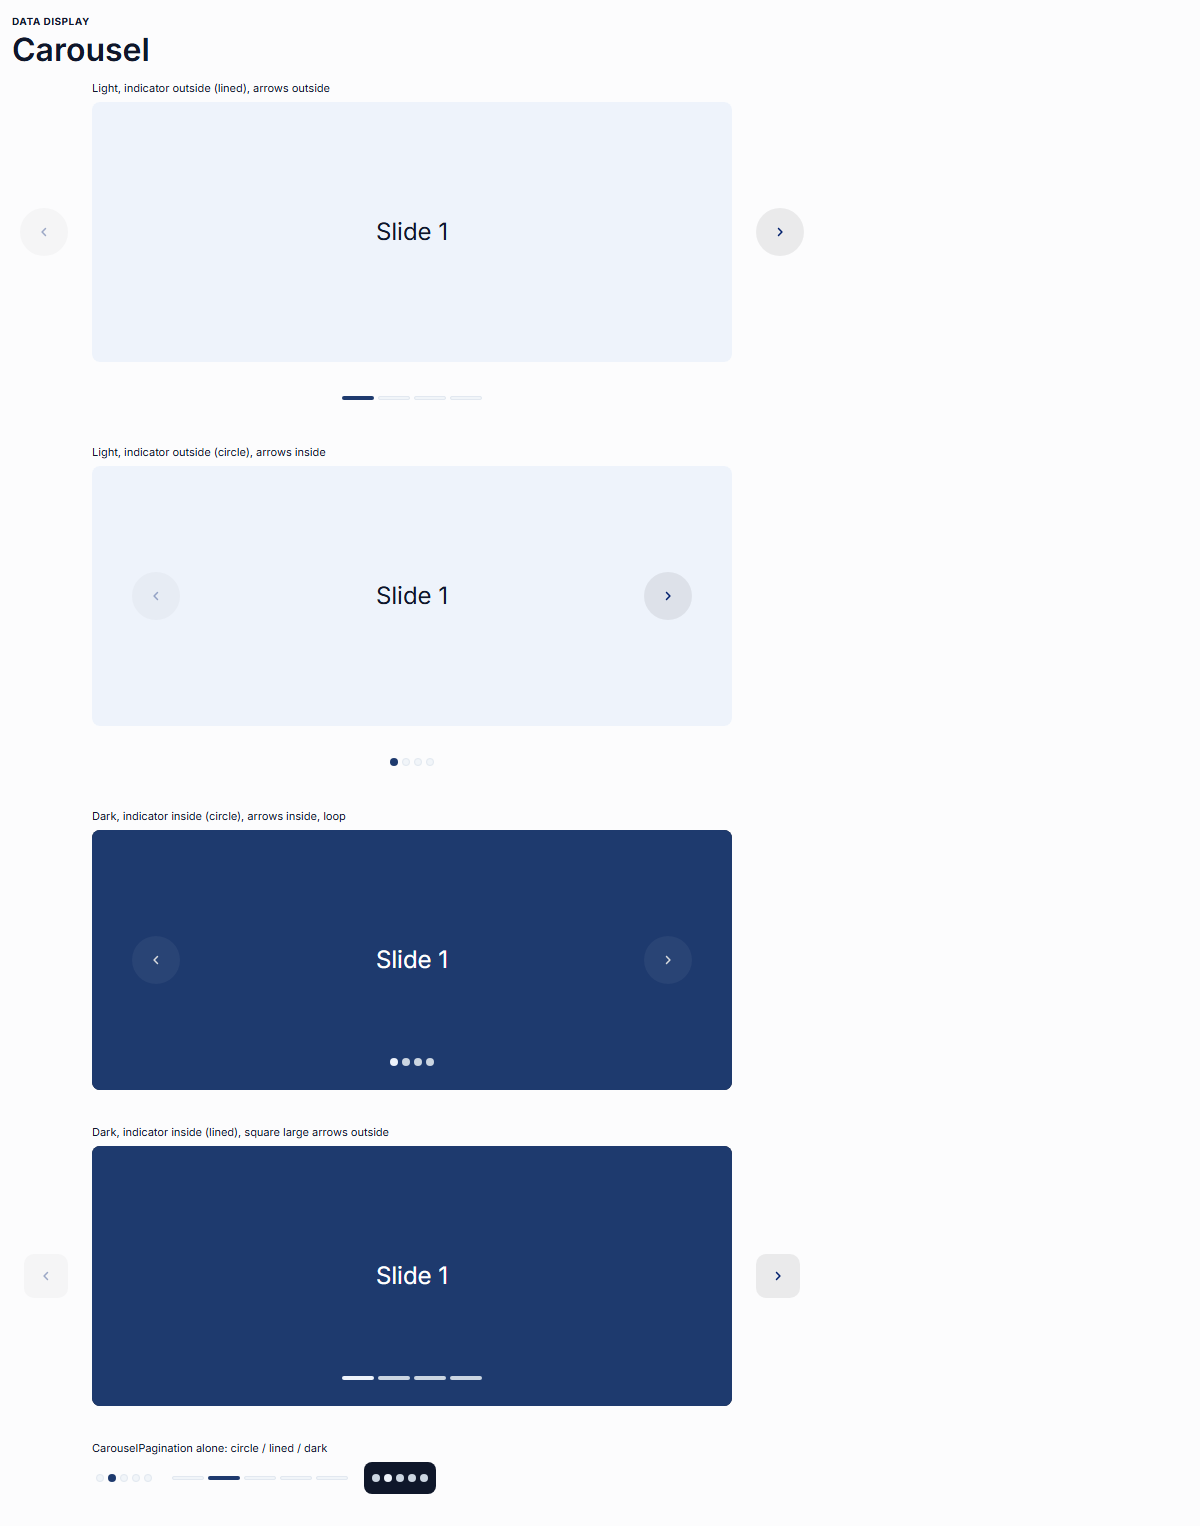 DATA DISPLAY
Carousel
Light, indicator outside (lined), arrows outside
Slide 1
Light, indicator outside (circle), arrows inside
Slide 1
Dark, indicator inside (circle), arrows inside, loop
Slide 1
Dark, indicator inside (lined), square large arrows outside
Slide 1
CarouselPagination alone: circle / lined / dark